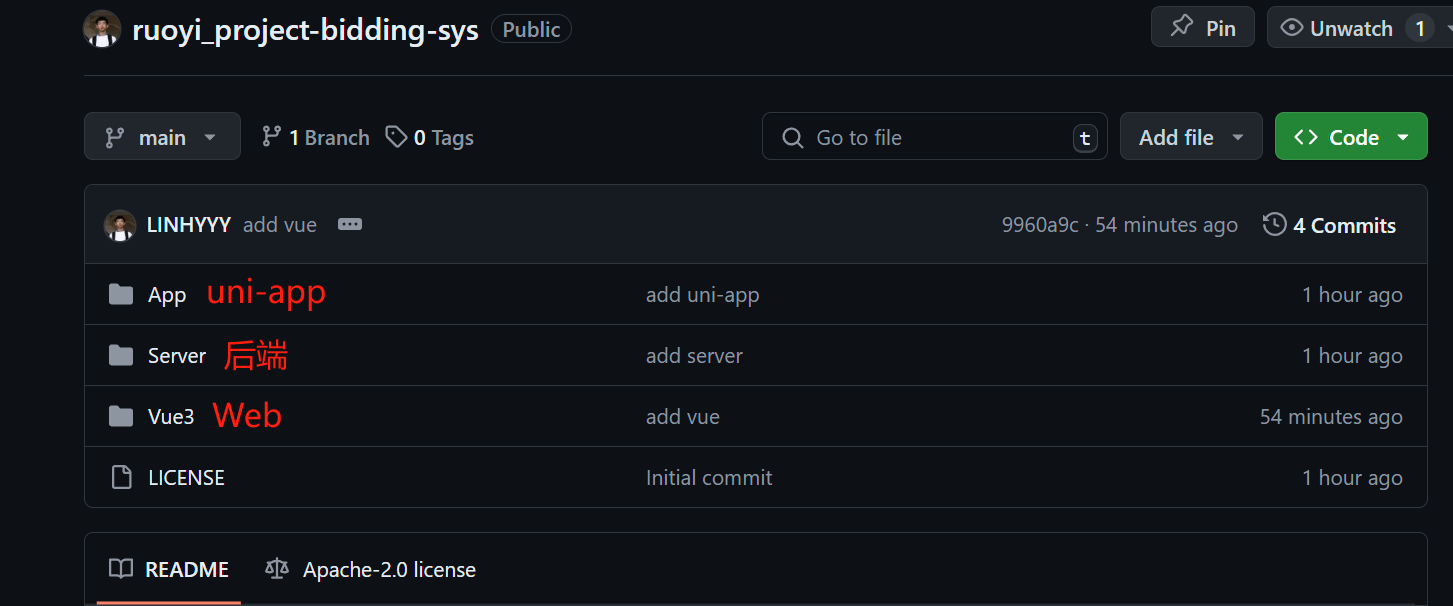 ruoyi_project-bidding-sys Public Pin Unwatch 1
main 1 Branch 0 Tags Go to file t Add file Code
LINHYYY add vue 9960a9c · 54 minutes ago 4 Commits
App uni-app add uni-app 1 hour ago
Server 后端 add server 1 hour ago
Vue3 Web add vue 54 minutes ago
LICENSE Initial commit 1 hour ago
README Apache-2.0 license